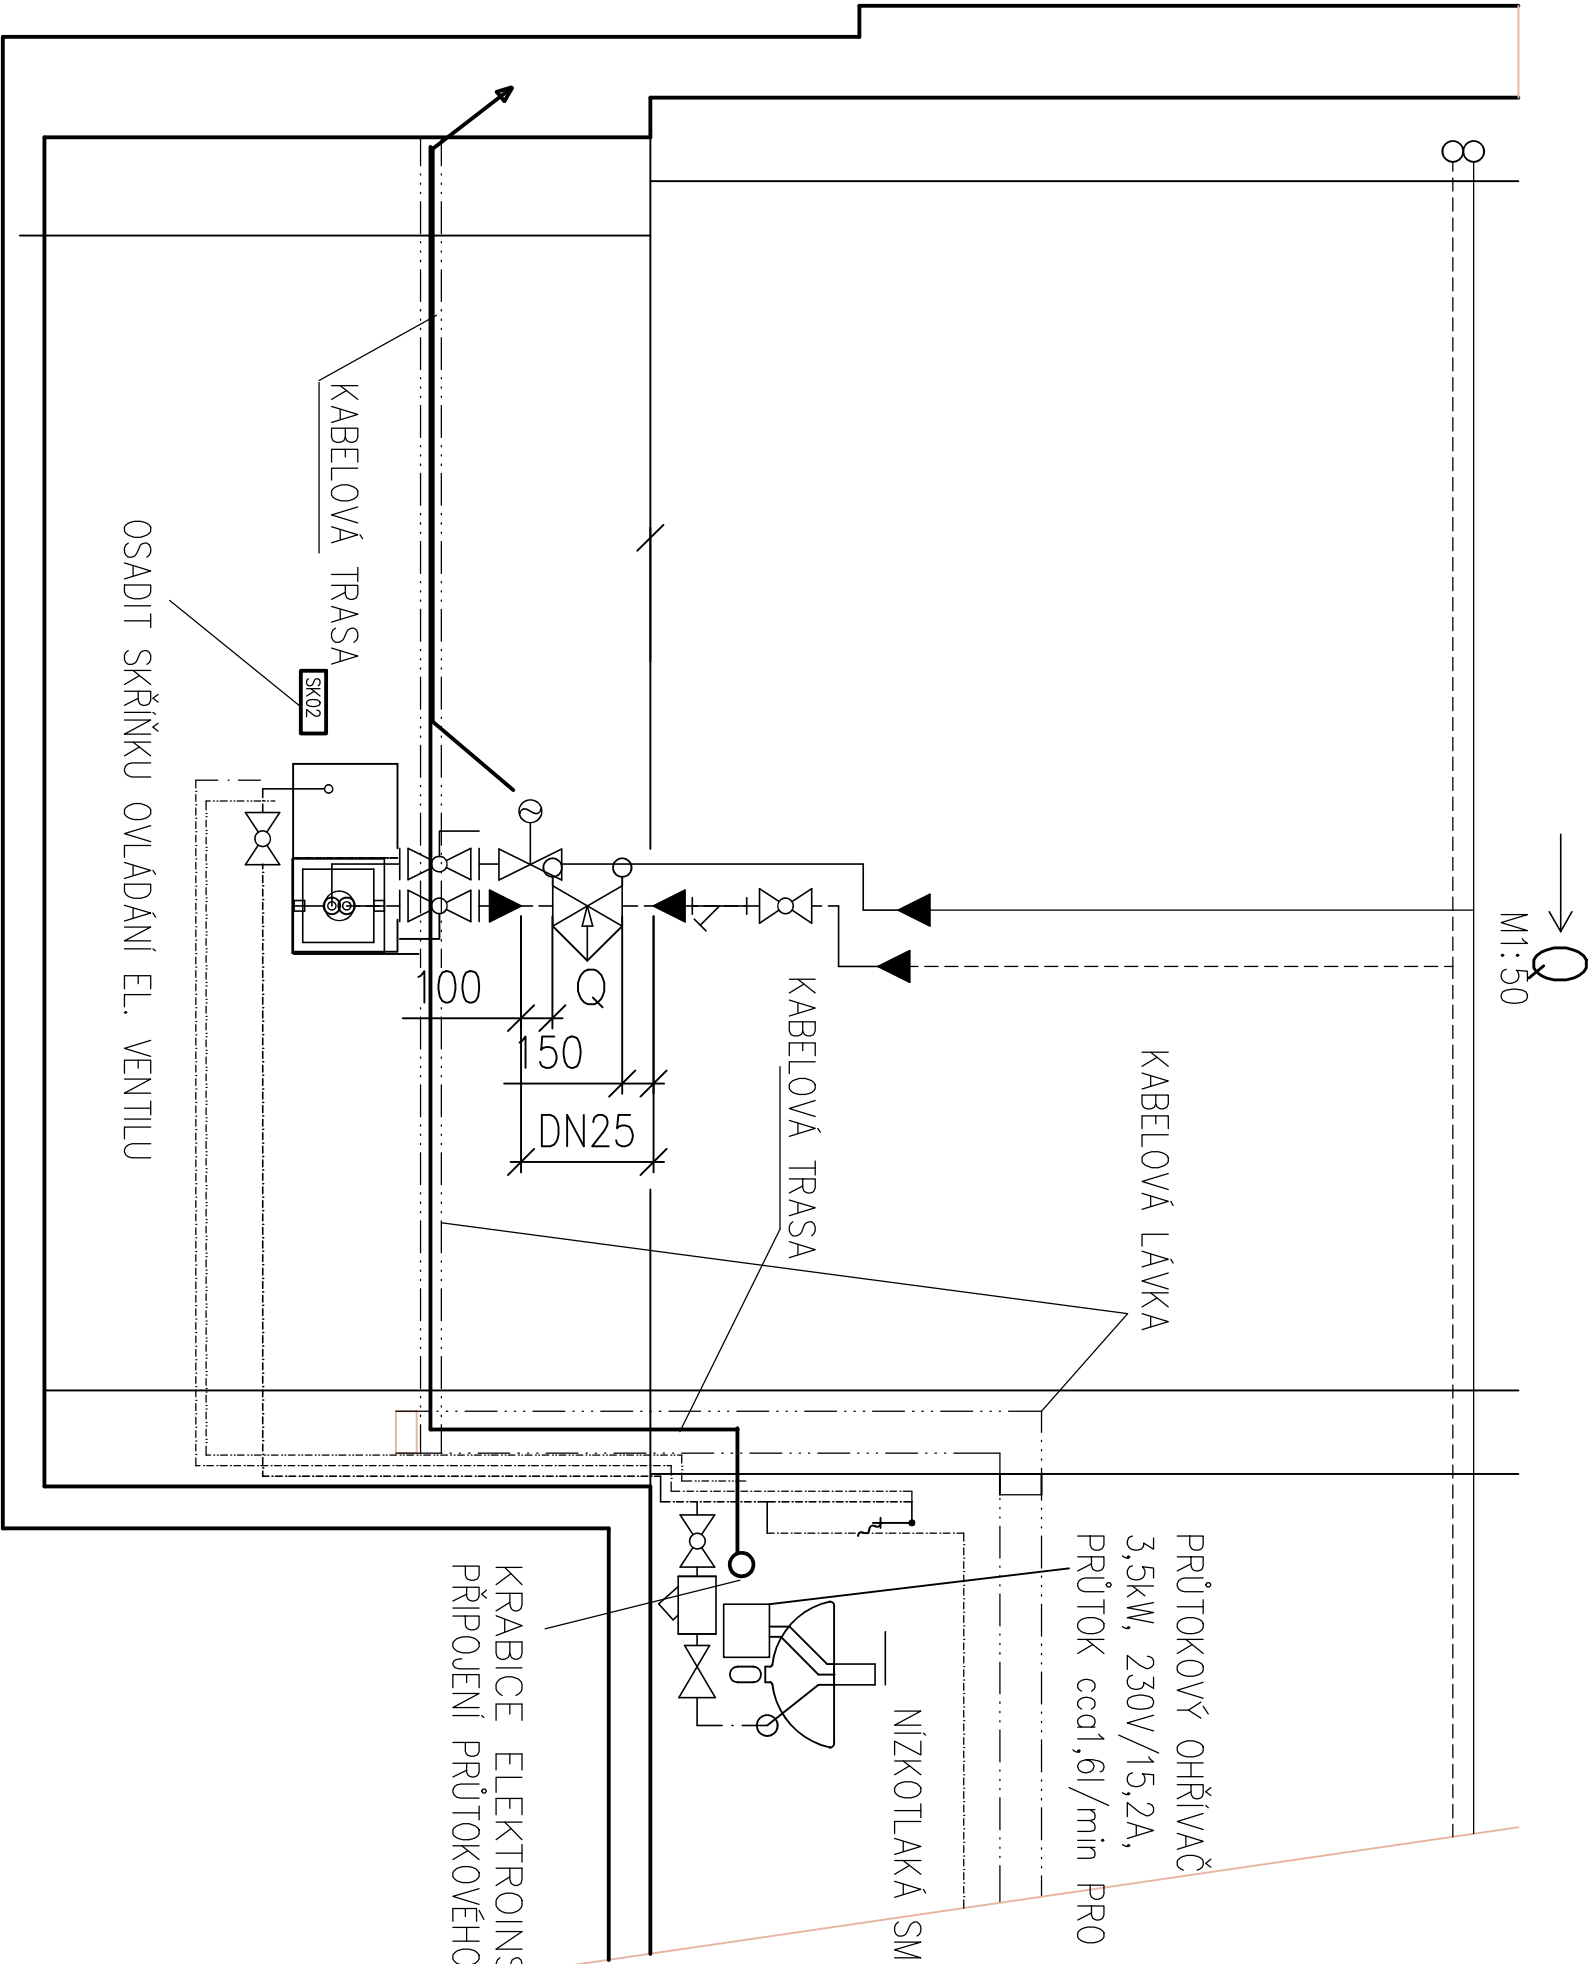 M1:50
KABELOVÁ TRASA
OSADIT SKŘÍŇKU OVLÁDÁNÍ EL. VENTILU
SK02
100
Q
150
DN25
KABELOVÁ TRASA
KABELOVÁ LÁVKA
PRŮTOKOVÝ OHŘÍVAČ
3,5kW, 230V/15,2A,
PRŮTOK cca1,6l/min PRO
NÍZKOTLAKÁ SM
KRABICE ELEKTROINS
PŘIPOJENÍ PRŮTOKOVÉHO